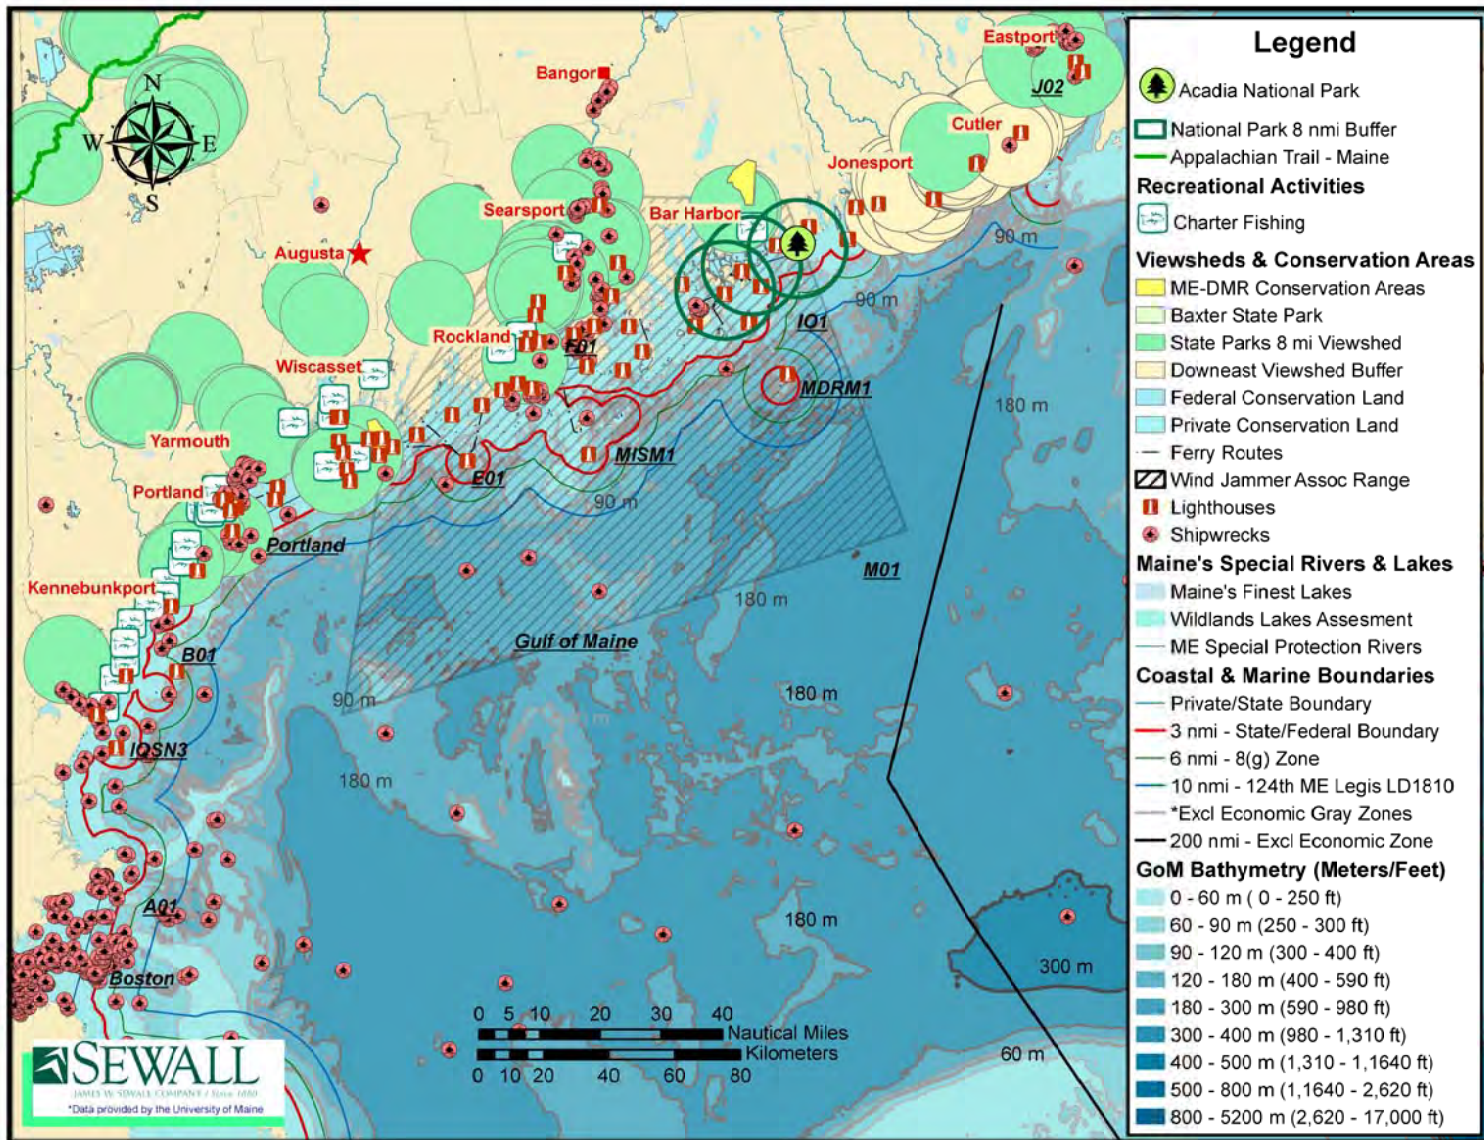 N
W E
S
Bangor
Augusta
Searsport
Bar Harbor
Jonesport
Cutler
Eastport
J02
Rockland
F01
IO1
MDRM1
Wiscasset
Yarmouth
Portland
Portland
E01
MISM1
M01
Kennebunkport
B01
IOSN3
A01
Boston
Gulf of Maine
90 m
90 m
180 m
90 m
180 m
90 m
180 m
180 m
180 m
300 m
60 m
0 5 10 20 30 40
Nautical Miles
Kilometers
0 5 10 20 40 60 80
SEWALL
JAMES W. SEWALL COMPANY / Since 1880
*Data provided by the University of Maine
Legend
Acadia National Park
National Park 8 nmi Buffer
Appalachian Trail - Maine
Recreational Activities
Charter Fishing
Viewsheds & Conservation Areas
ME-DMR Conservation Areas
Baxter State Park
State Parks 8 mi Viewshed
Downeast Viewshed Buffer
Federal Conservation Land
Private Conservation Land
Ferry Routes
Wind Jammer Assoc Range
Lighthouses
Shipwrecks
Maine's Special Rivers & Lakes
Maine's Finest Lakes
Wildlands Lakes Assesment
ME Special Protection Rivers
Coastal & Marine Boundaries
Private/State Boundary
3 nmi - State/Federal Boundary
6 nmi - 8(g) Zone
10 nmi - 124th ME Legis LD1810
*Excl Economic Gray Zones
200 nmi - Excl Economic Zone
GoM Bathymetry (Meters/Feet)
0 - 60 m ( 0 - 250 ft)
60 - 90 m (250 - 300 ft)
90 - 120 m (300 - 400 ft)
120 - 180 m (400 - 590 ft)
180 - 300 m (590 - 980 ft)
300 - 400 m (980 - 1,310 ft)
400 - 500 m (1,310 - 1,1640 ft)
500 - 800 m (1,1640 - 2,620 ft)
800 - 5200 m (2,620 - 17,000 ft)